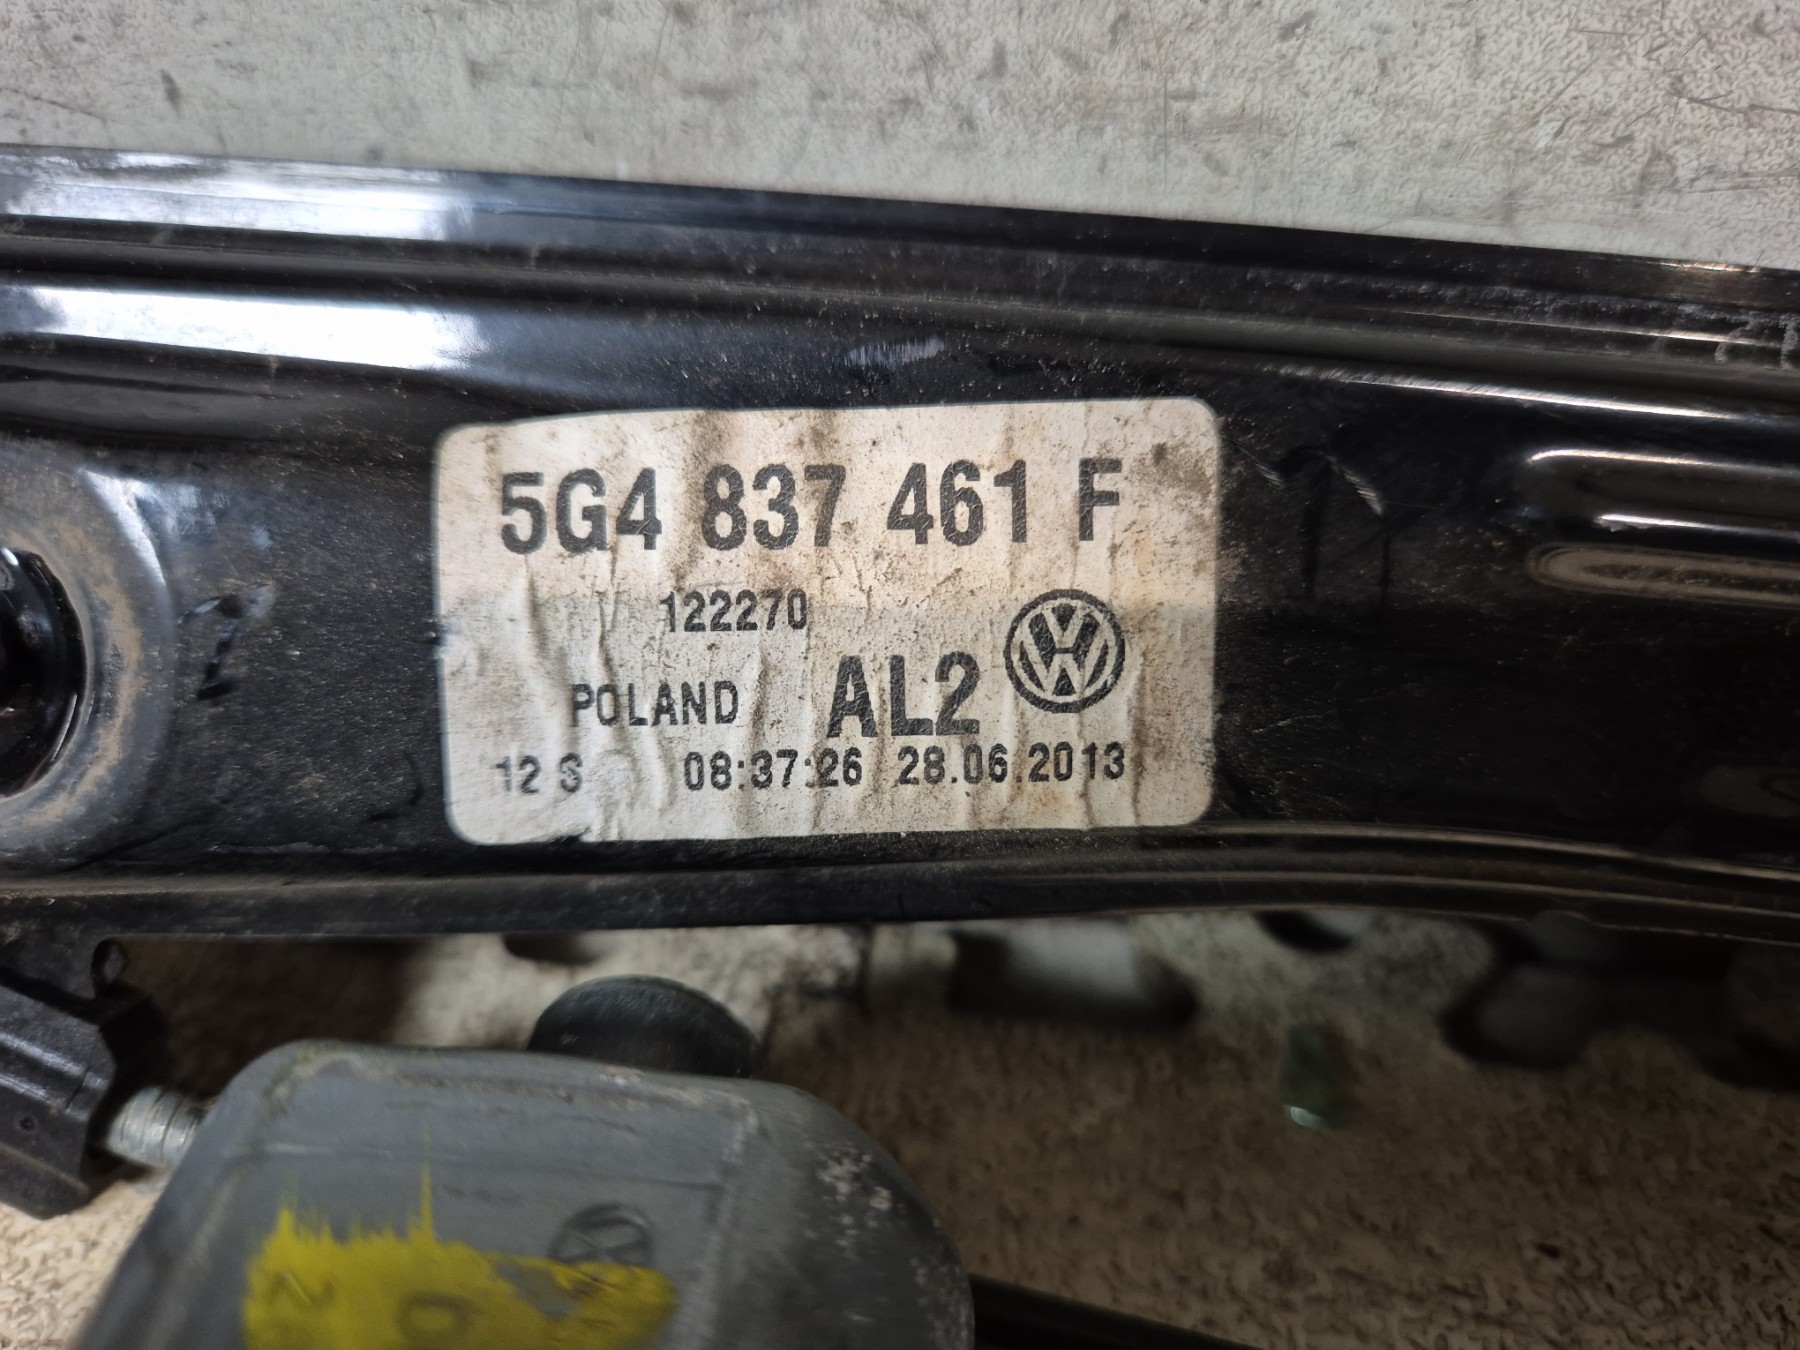 5G4 837 461 F
122270
POLAND AL2
12 S 08:37:26 28.06.2013